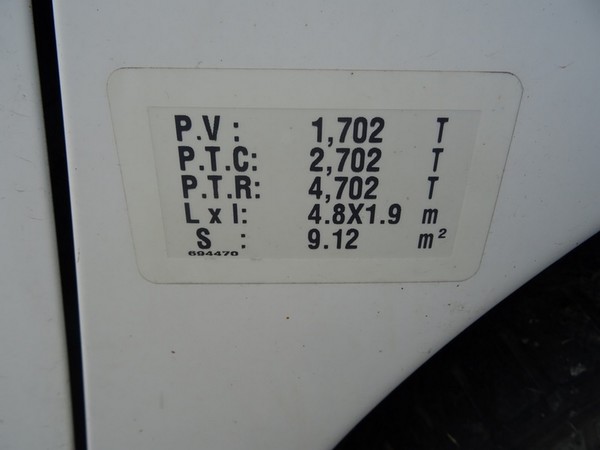 P.V : 1,702 T
P.T.C: 2,702 T
P.T.R: 4,702 T
L x l: 4.8X1.9 m
S : 9.12 m²
694470